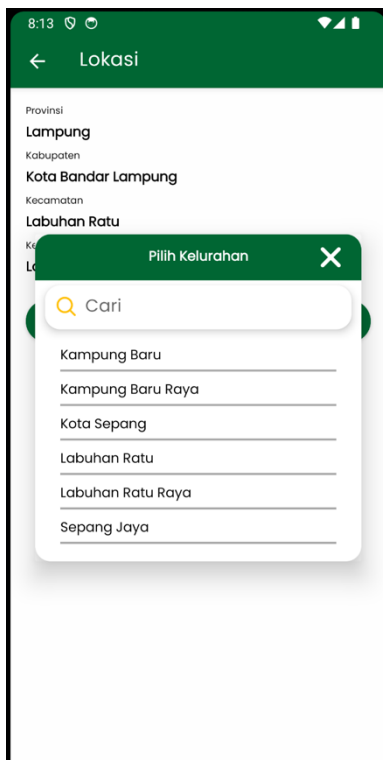 8:13
Lokasi
Provinsi
Lampung
Kabupaten
Kota Bandar Lampung
Kecamatan
Labuhan Ratu
Pilih Kelurahan
Cari
Kampung Baru
Kampung Baru Raya
Kota Sepang
Labuhan Ratu
Labuhan Ratu Raya
Sepang Jaya